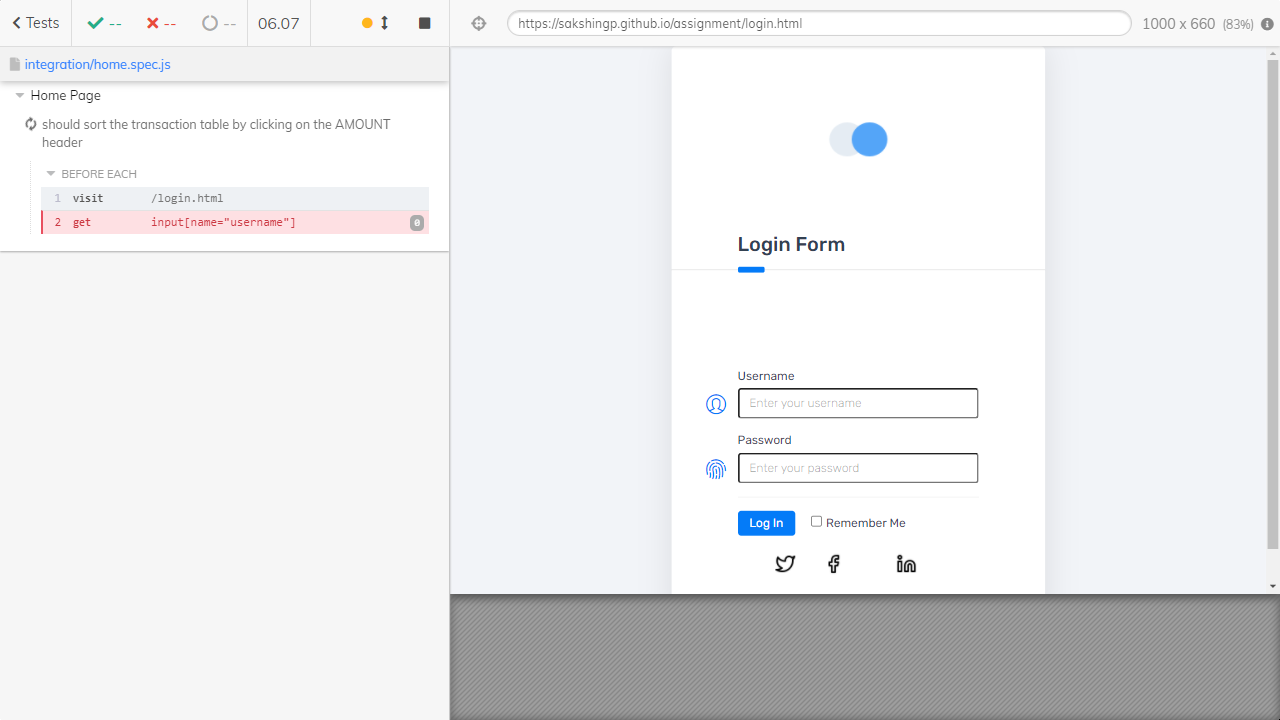 Tests
--
--
--
06.07
https://sakshingp.github.io/assignment/login.html
1000 x 660 (83%)
integration/home.spec.js
Home Page
should sort the transaction table by clicking on the AMOUNT
header
BEFORE EACH
1 visit /login.html
2 get input[name="username"] 0
Login Form
Username
Enter your username
Password
Enter your password
Log In
Remember Me